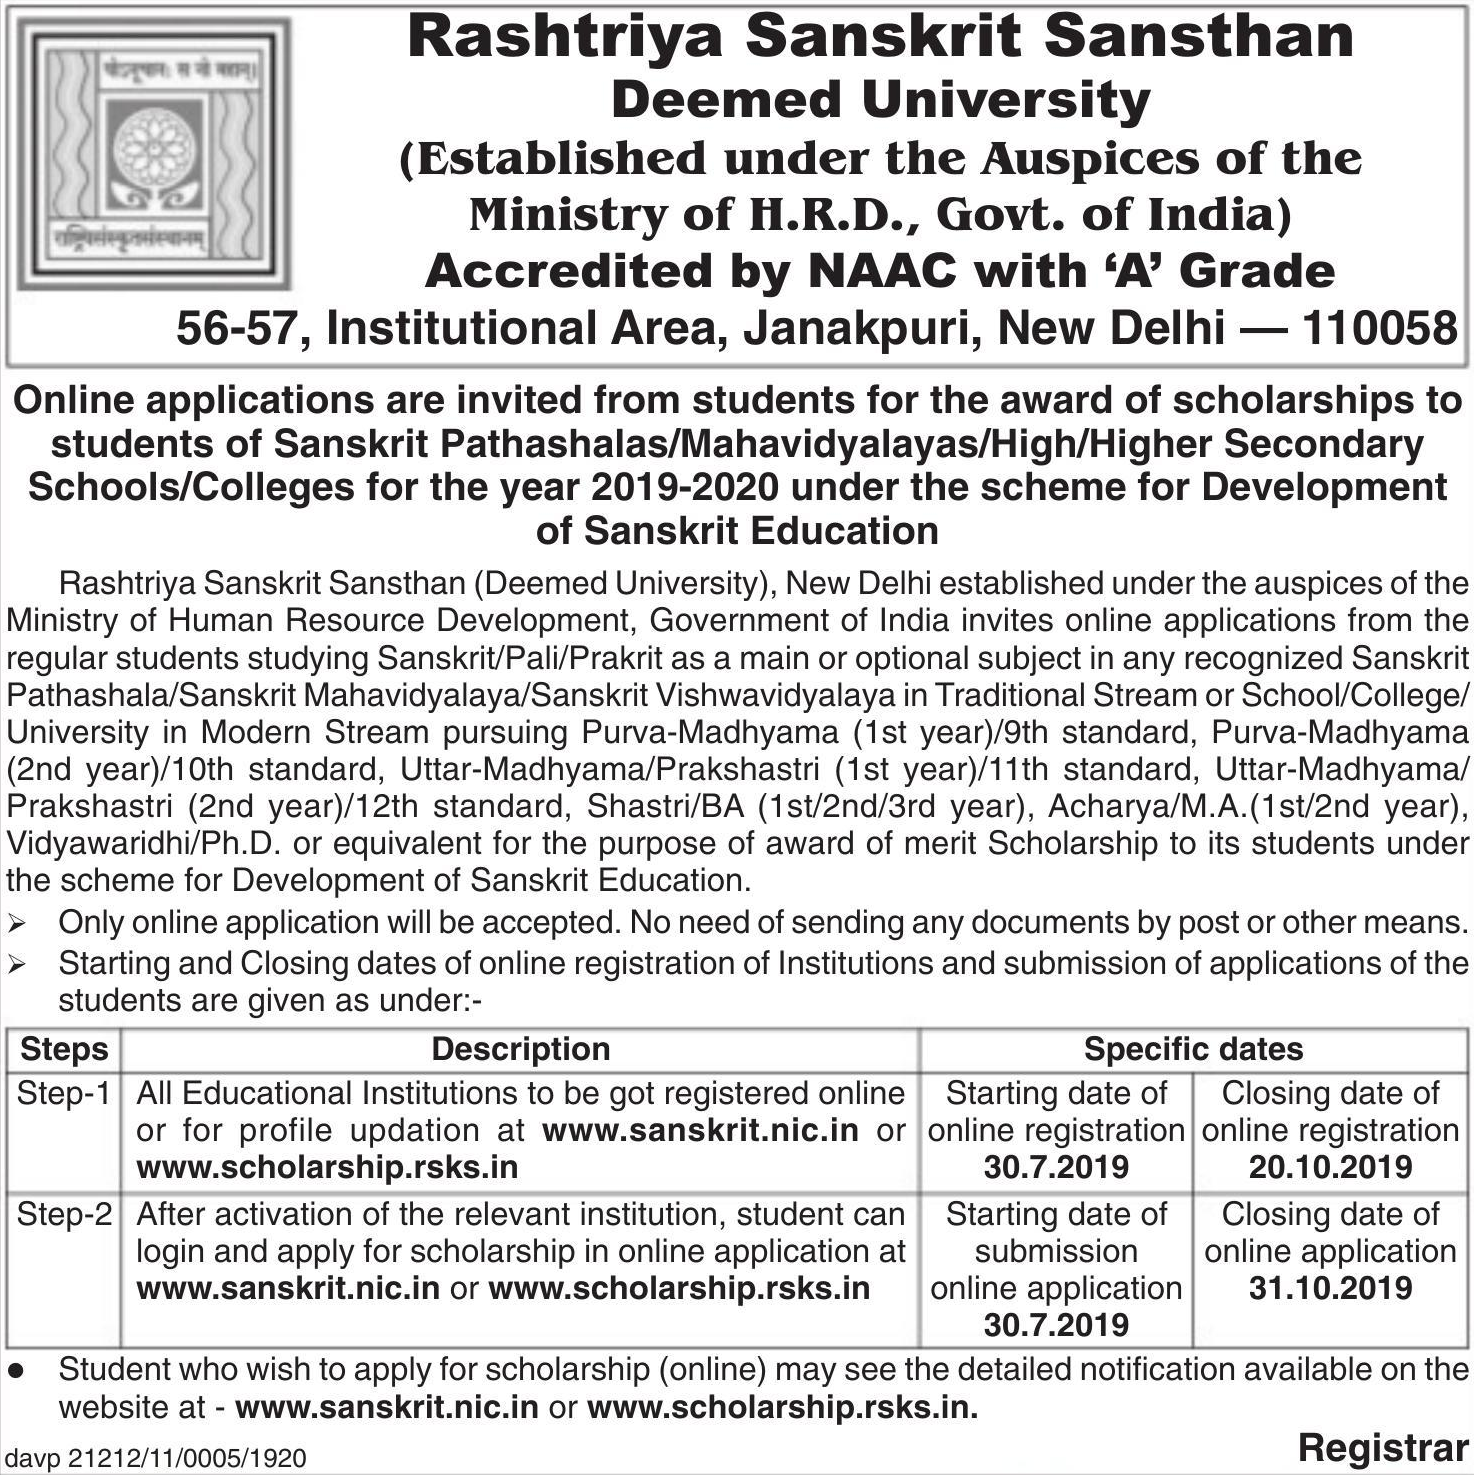 योऽनूचानः स नो महान्।
राष्ट्रियसंस्कृतसंस्थानम्
Rashtriya Sanskrit Sansthan
Deemed University
(Established under the Auspices of the
Ministry of H.R.D., Govt. of India)
Accredited by NAAC with ‘A’ Grade
56-57, Institutional Area, Janakpuri, New Delhi — 110058
Online applications are invited from students for the award of scholarships to
students of Sanskrit Pathashalas/Mahavidyalayas/High/Higher Secondary
Schools/Colleges for the year 2019-2020 under the scheme for Development
of Sanskrit Education
Rashtriya Sanskrit Sansthan (Deemed University), New Delhi established under the auspices of the
Ministry of Human Resource Development, Government of India invites online applications from the
regular students studying Sanskrit/Pali/Prakrit as a main or optional subject in any recognized Sanskrit
Pathashala/Sanskrit Mahavidyalaya/Sanskrit Vishwavidyalaya in Traditional Stream or School/College/
University in Modern Stream pursuing Purva-Madhyama (1st year)/9th standard, Purva-Madhyama
(2nd year)/10th standard, Uttar-Madhyama/Prakshastri (1st year)/11th standard, Uttar-Madhyama/
Prakshastri (2nd year)/12th standard, Shastri/BA (1st/2nd/3rd year), Acharya/M.A.(1st/2nd year),
Vidyawaridhi/Ph.D. or equivalent for the purpose of award of merit Scholarship to its students under
the scheme for Development of Sanskrit Education.
➢ Only online application will be accepted. No need of sending any documents by post or other means.
➢ Starting and Closing dates of online registration of Institutions and submission of applications of the
students are given as under:-
Steps Description Specific dates
Step-1 All Educational Institutions to be got registered online
or for profile updation at www.sanskrit.nic.in or
www.scholarship.rsks.in
Starting date of
online registration
30.7.2019
Closing date of
online registration
20.10.2019
Step-2 After activation of the relevant institution, student can
login and apply for scholarship in online application at
www.sanskrit.nic.in or www.scholarship.rsks.in
Starting date of
submission
online application
30.7.2019
Closing date of
online application
31.10.2019
● Student who wish to apply for scholarship (online) may see the detailed notification available on the
website at - www.sanskrit.nic.in or www.scholarship.rsks.in.
Registrar
davp 21212/11/0005/1920